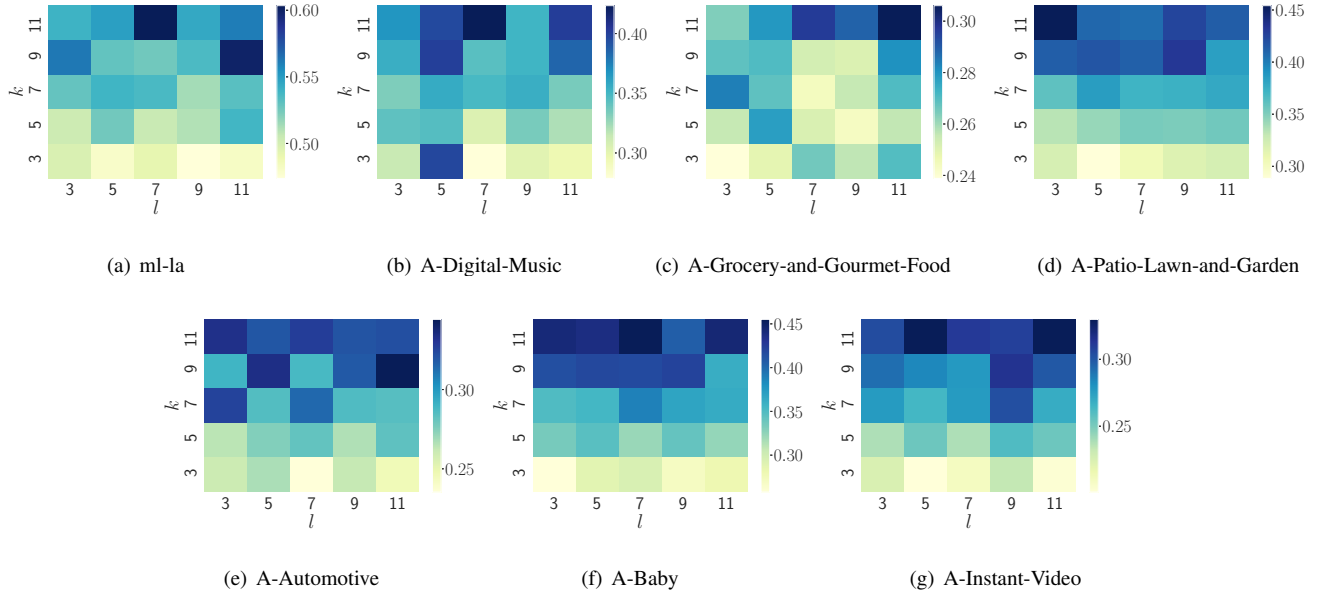 11
9
k
7
5
3
3 5 7 9 11
l
0.60
0.55
0.50
(a) ml-la
11
9
k
7
5
3
3 5 7 9 11
l
0.40
0.35
0.30
(b) A-Digital-Music
11
9
k
7
5
3
3 5 7 9 11
l
0.30
0.28
0.26
0.24
(c) A-Grocery-and-Gourmet-Food
11
9
k
7
5
3
3 5 7 9 11
l
0.45
0.40
0.35
0.30
(d) A-Patio-Lawn-and-Garden
11
9
k
7
5
3
3 5 7 9 11
l
0.30
0.25
(e) A-Automotive
11
9
k
7
5
3
3 5 7 9 11
l
0.45
0.40
0.35
0.30
(f) A-Baby
11
9
k
7
5
3
3 5 7 9 11
l
0.30
0.25
(g) A-Instant-Video